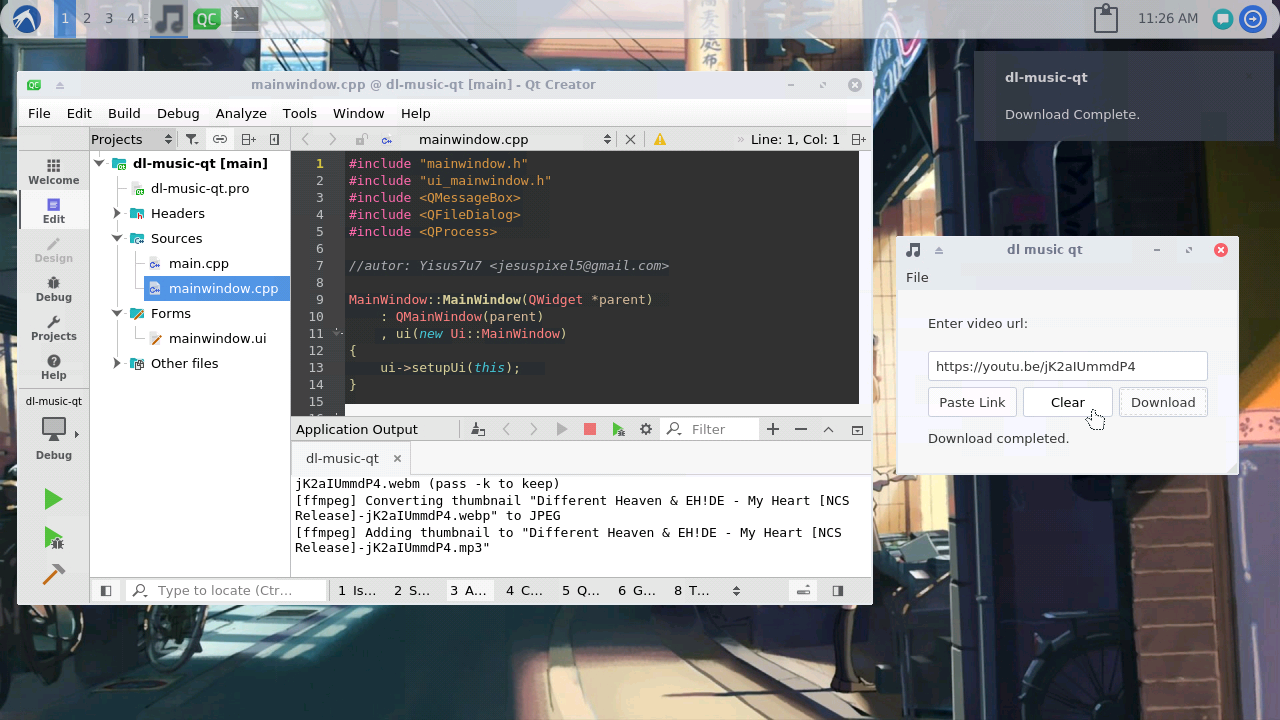 1 2 3 4 QC $_ 11:26 AM
dl-music-qt
Download Complete.
QC mainwindow.cpp @ dl-music-qt [main] - Qt Creator
File Edit Build Debug Analyze Tools Window Help
Projects mainwindow.cpp » Line: 1, Col: 1
Welcome
Edit
Design
Debug
Projects
Help
dl-music-qt
Debug
dl-music-qt [main]
dl-music-qt.pro
Headers
Sources
main.cpp
mainwindow.cpp
Forms
mainwindow.ui
Other files
1 #include "mainwindow.h"
2 #include "ui_mainwindow.h"
3 #include <QMessageBox>
4 #include <QFileDialog>
5 #include <QProcess>
6
7 //autor: Yisus7u7 <jesuspixel5@gmail.com>
8
9 MainWindow::MainWindow(QWidget *parent)
10 : QMainWindow(parent)
11 , ui(new Ui::MainWindow)
12 {
13 ui->setupUi(this);
14 }
15
Application Output Filter
dl-music-qt
jK2aIUmmdP4.webm (pass -k to keep)
[ffmpeg] Converting thumbnail "Different Heaven & EH!DE - My Heart [NCS
Release]-jK2aIUmmdP4.webp" to JPEG
[ffmpeg] Adding thumbnail to "Different Heaven & EH!DE - My Heart [NCS
Release]-jK2aIUmmdP4.mp3"
Type to locate (Ctr... 1 Is... 2 S... 3 A... 4 C... 5 Q... 6 G... 8 T...
dl music qt
File
Enter video url:
https://youtu.be/jK2aIUmmdP4
Paste Link Clear Download
Download completed.